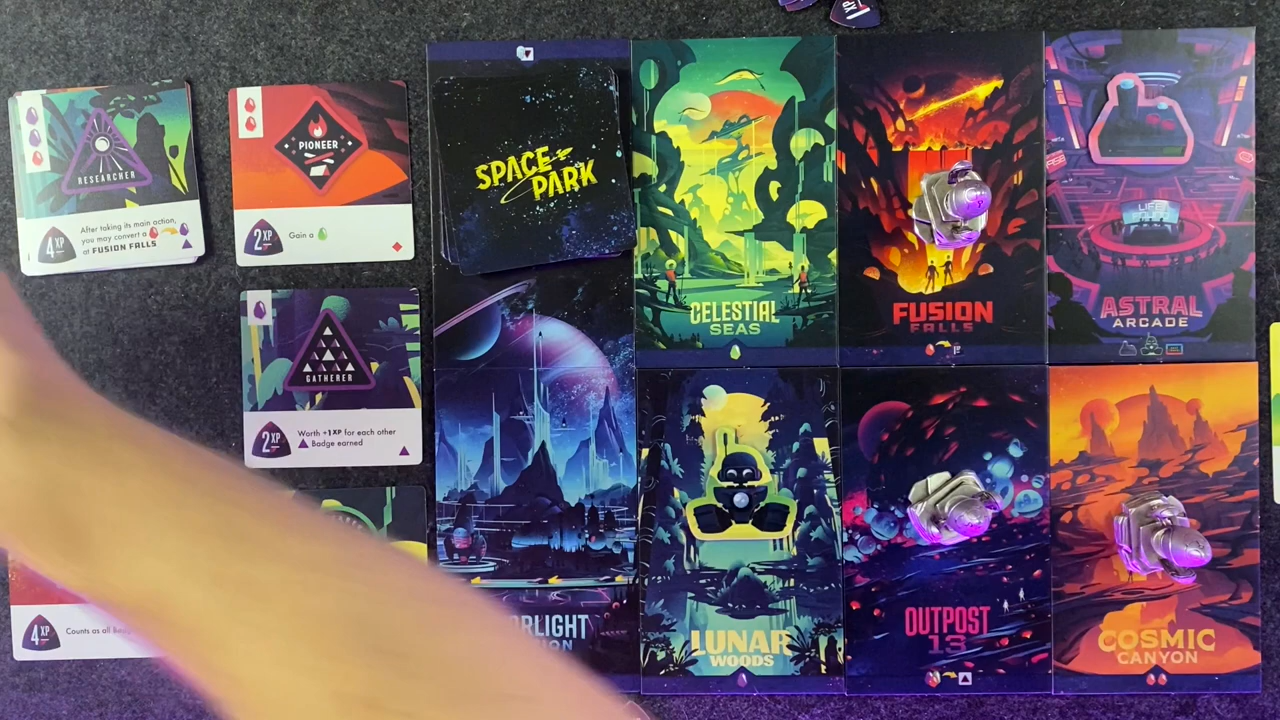 XP
RESEARCHER
4XP
After taking its main action,
you may convert a
at FUSION FALLS
PIONEER
2XP
Gain a
GATHERER
2XP
Worth +1XP for each other
Badge earned
4XP
Counts as all
SPACE
PARK
CELESTIAL
SEAS
FUSION
FALLS
ASTRAL
ARCADE
LUNAR
WOODS
OUTPOST
13
COSMIC
CANYON